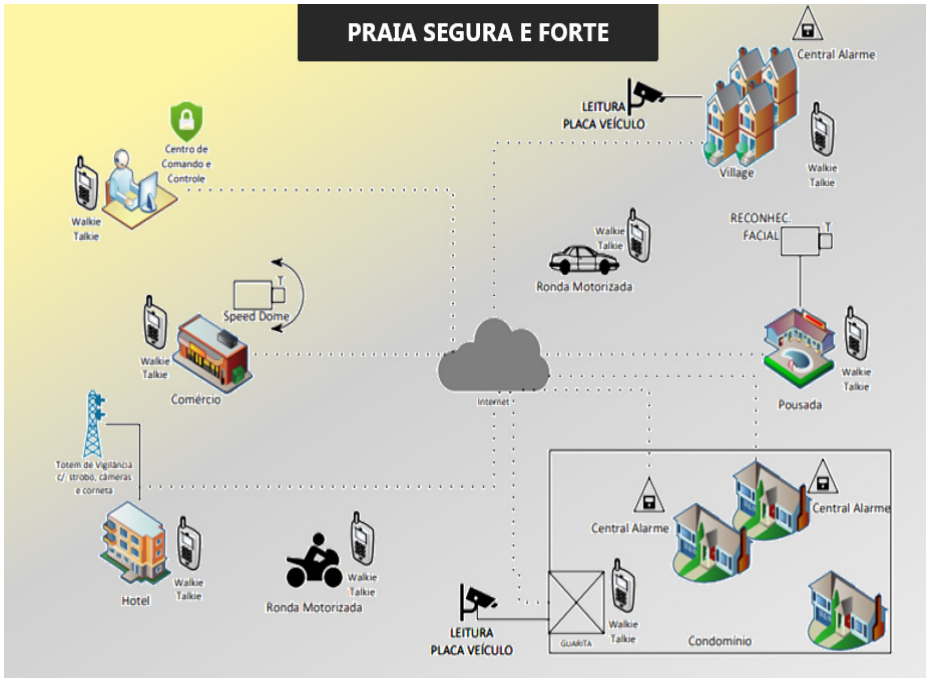 PRAIA SEGURA E FORTE
Central Alarme
LEITURA
PLACA VEÍCULO
Walkie
Talkie
Village
Centro de
Comando e
Controle
Walkie
Talkie
RECONHEC.
FACIAL
T
Walkie
Talkie
Ronda Motorizada
T
Speed Dome
Walkie
Talkie
Comércio
Walkie
Talkie
Pousada
Internet
Totem de Vigilância
c/ strobo, câmeras
e corneta
Central Alarme
Central Alarme
Walkie
Talkie
Hotel
Walkie
Talkie
Ronda Motorizada
LEITURA
PLACA VEÍCULO
GUARITA
Walkie
Talkie
Condomínio